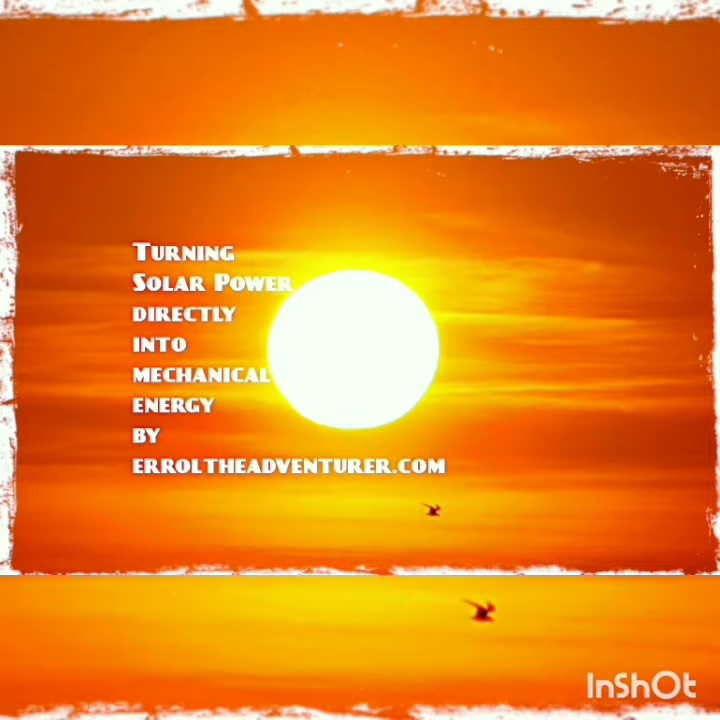 Turning
Solar Power
directly
into
mechanical
energy
by
erroltheadventurer.com
InShOt